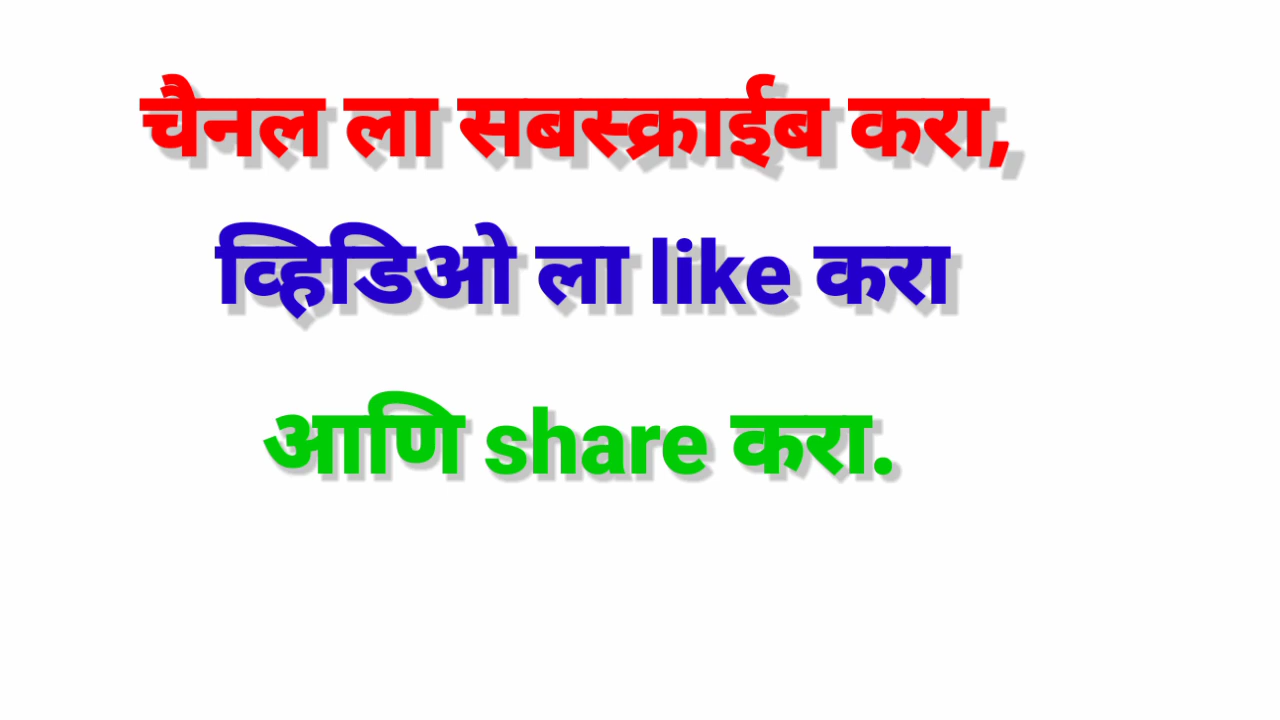 चैनल ला सबस्क्राईब करा,
व्हिडिओ ला like करा
आणि share करा.